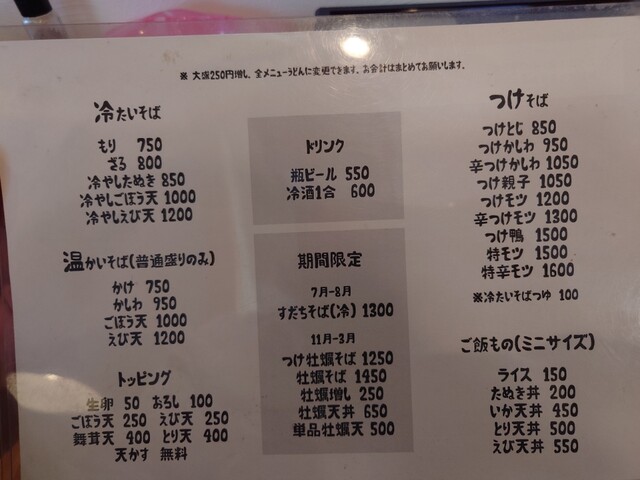 ※ 大盛250円増し、全メニューうどんに変更できます。お会計はまとめてお願いします。
冷たいそば
もり 750
ざる 800
冷やしたぬき 850
冷やしごぼう天 1000
冷やしえび天 1200
温かいそば(普通盛りのみ)
かけ 750
かしわ 950
ごぼう天 1000
えび天 1200
トッピング
生卵 50 おろし 100
ごぼう天 250 えび天 250
舞茸天 400 とり天 400
天かす 無料
ドリンク
瓶ビール 550
冷酒1合 600
期間限定
7月-8月
すだちそば(冷) 1300
11月-3月
つけ牡蠣そば 1250
牡蠣そば 1450
牡蠣増し 250
牡蠣天丼 650
単品牡蠣天 500
つけそば
つけとじ 850
つけかしわ 950
辛つけかしわ 1050
つけ親子 1050
つけモツ 1200
辛つけモツ 1300
つけ鴨 1500
特モツ 1500
特辛モツ 1600
※冷たいそばつゆ 100
ご飯もの(ミニサイズ)
ライス 150
たぬき丼 200
いか天丼 450
とり天丼 500
えび天丼 550